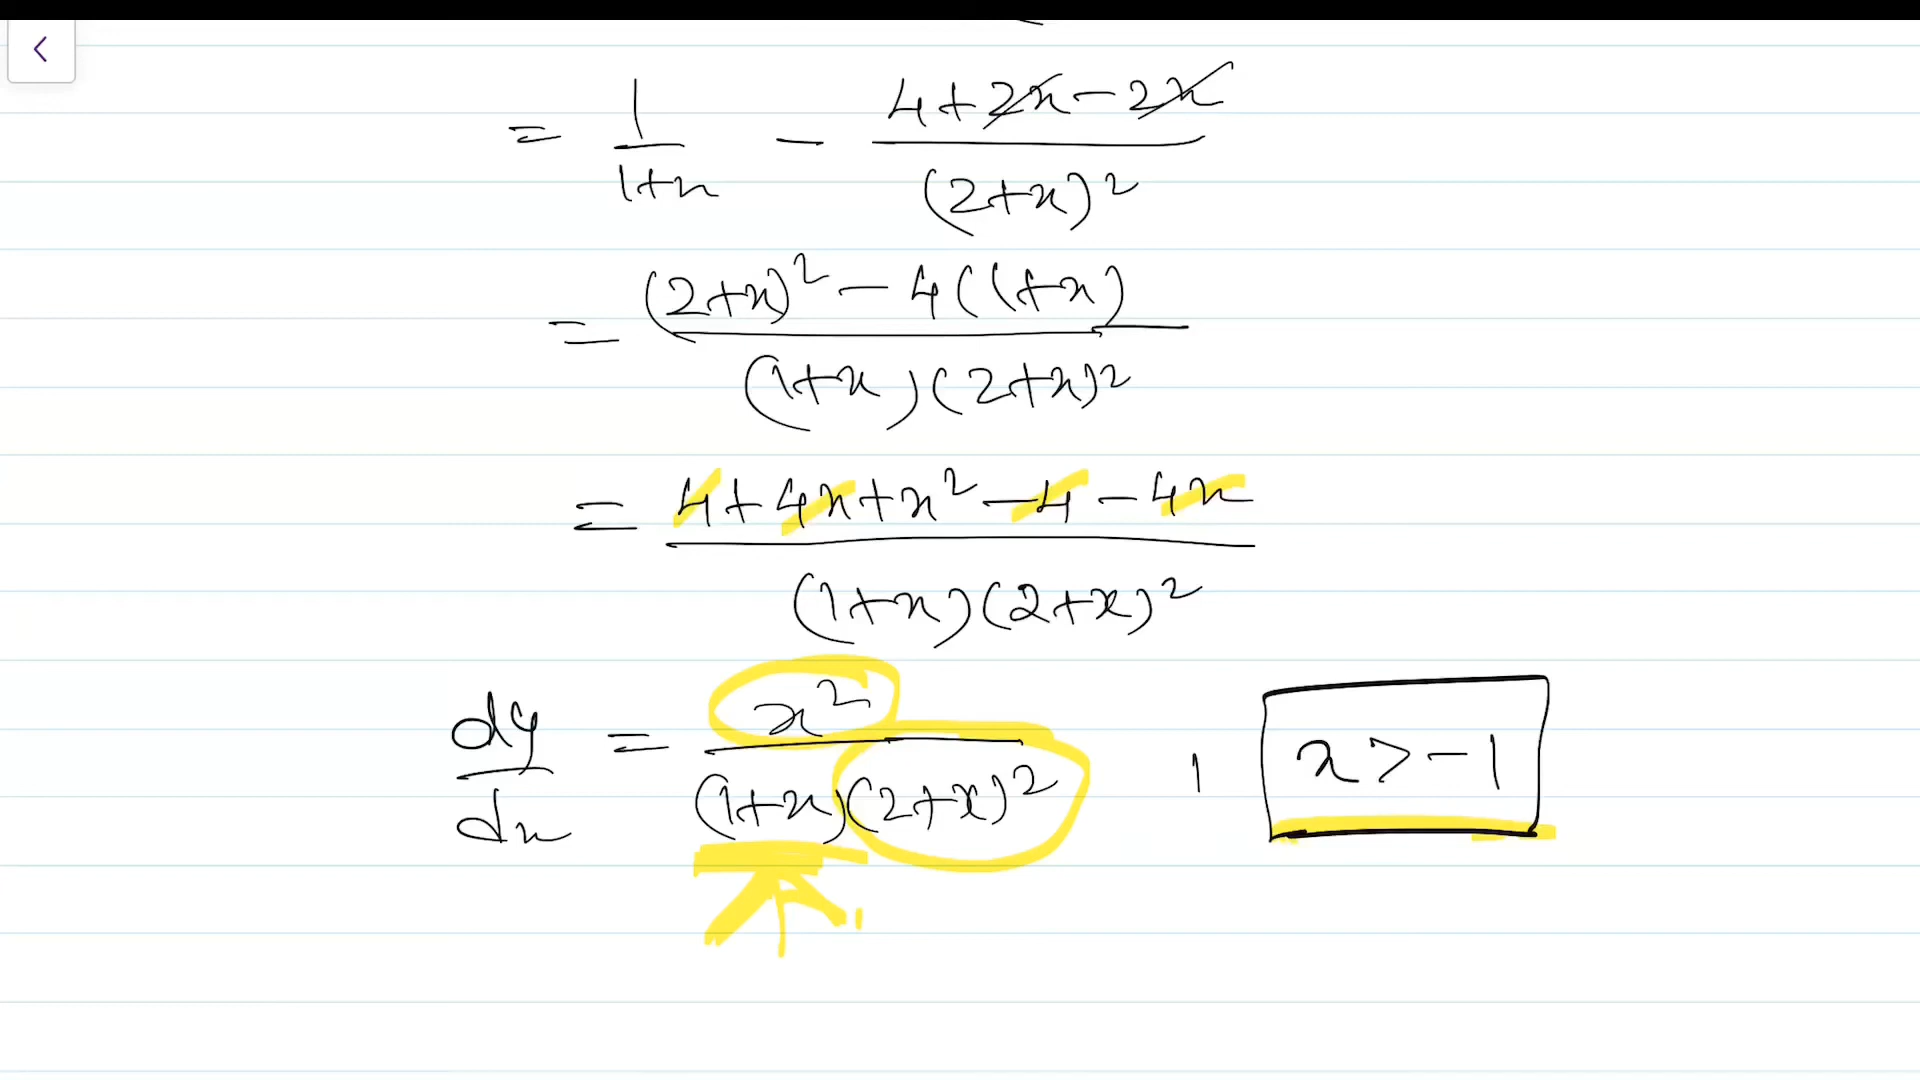 = 1/(1+x) - (4+2x-2x)/(2+x)²
= ((2+x)² - 4(1+x))/((1+x)(2+x)²)
= (4+4x+x²-4-4x)/((1+x)(2+x)²)
dy/dx = x²/((1+x)(2+x)²) , x > -1